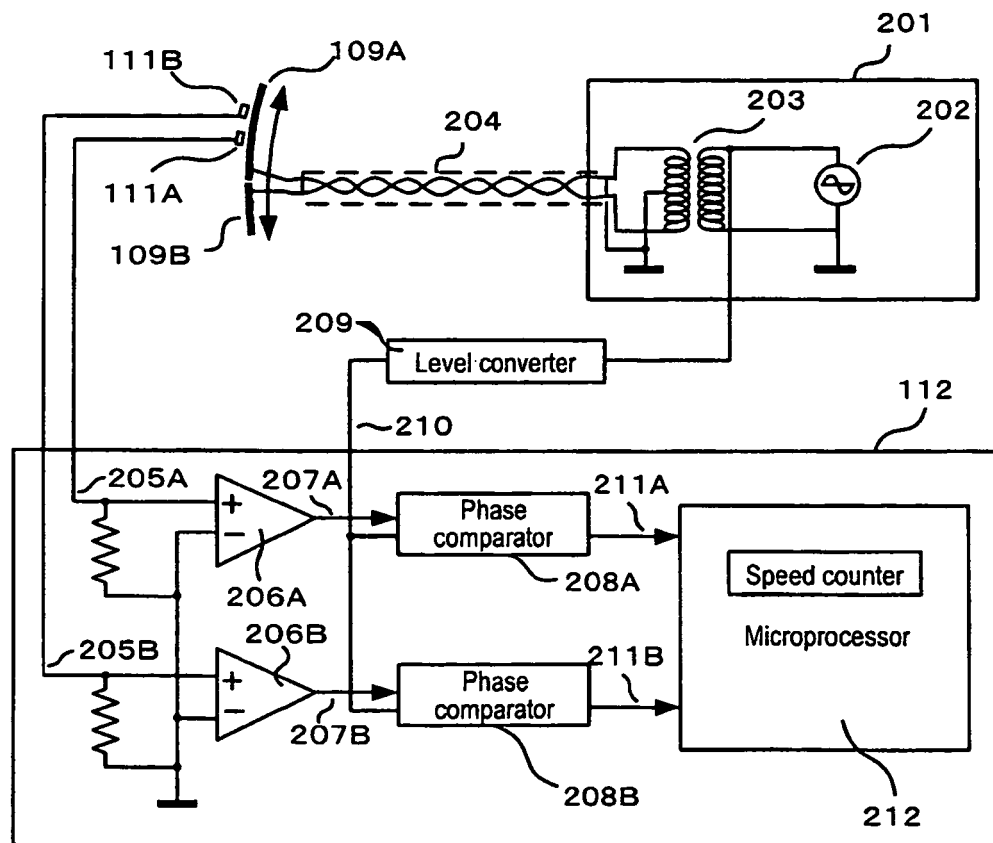 201
111B
109A
203
202
204
111A
109B
209
Level converter
112
210
205A
207A
211A
Phase
comparator
+
−
206A
208A
Speed counter
206B
Microprocessor
205B
211B
+
−
Phase
comparator
207B
208B
212